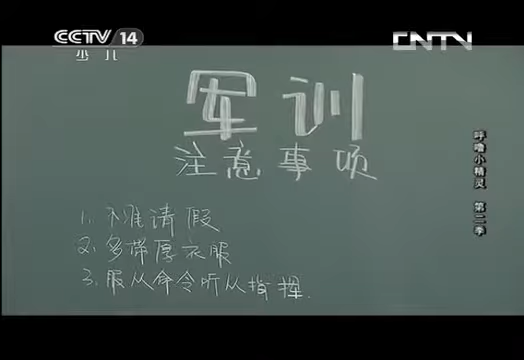 CCTV 14
少儿
CNTV
军训
注意事项
1、不准请假
2、多带厚衣服
3、服从命令听从指挥.
呼噜小精灵 第二季